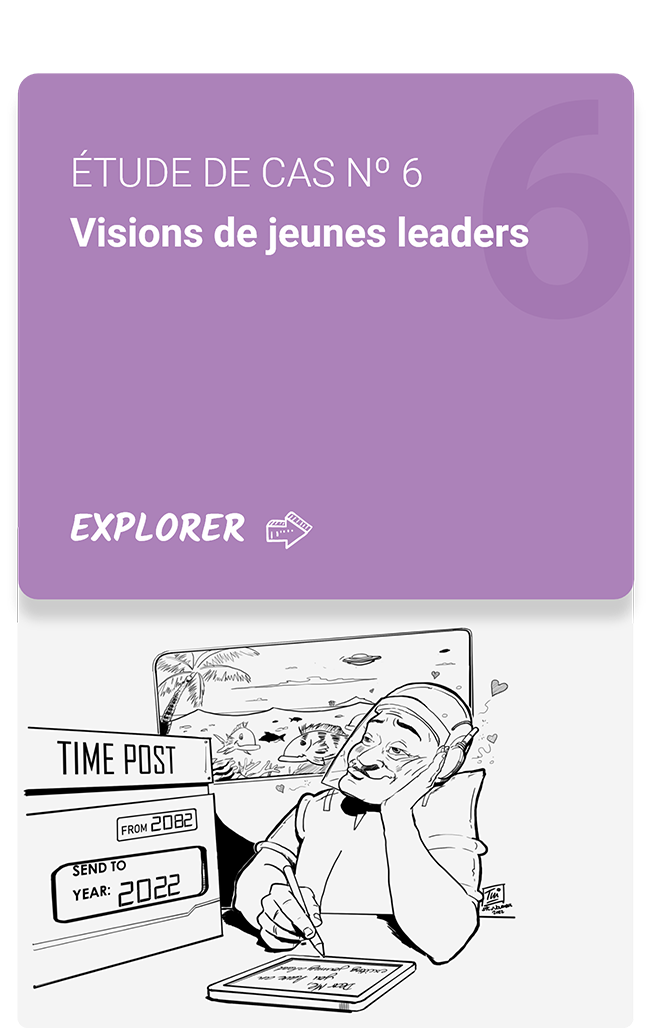 6
ÉTUDE DE CAS Nº 6
Visions de jeunes leaders
EXPLORER
TIME POST
FROM 2082
SEND TO
YEAR: 2022
Dear Me,
you have an
exciting journey ahead